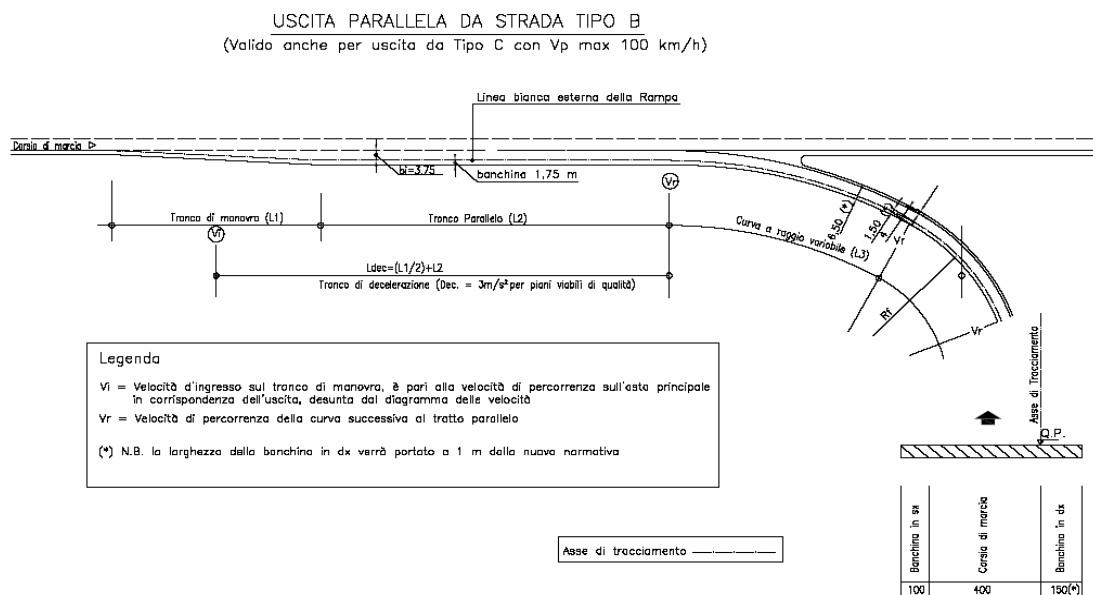 USCITA PARALLELA DA STRADA TIPO B
(Valido anche per uscita da Tipo C con Vp max 100 km/h)
Linea bianca esterna della Rampa
Corsia di marcia
bi=3.75
banchina 1,75 m
Vr
Tronco di manovra (L1)
Tronco Parallelo (L2)
Vi
Curva a raggio variabile (L3)
6,50 (*)
1,50
4
Vr
Ldec=(L1/2)+L2
Tronco di decelerazione (Dec. = 3m/s² per piani viabili di qualità)
Rf
Vr
Legenda
Vi = Velocità d'ingresso sul tronco di manovra, è pari alla velocità di percorrenza sull'asta principale
in corrispondenza dell'uscita, desunta dal diagramma delle velocità
Vr = Velocità di percorrenza della curva successiva al tratto parallelo
(*) N.B. la larghezza della banchina in dx verrà portato a 1 m dalla nuova normativa
Asse di Tracciamento
Q.P.
Banchina in sx
Corsia di marcia
Banchina in dx
100
400
150(*)
Asse di tracciamento